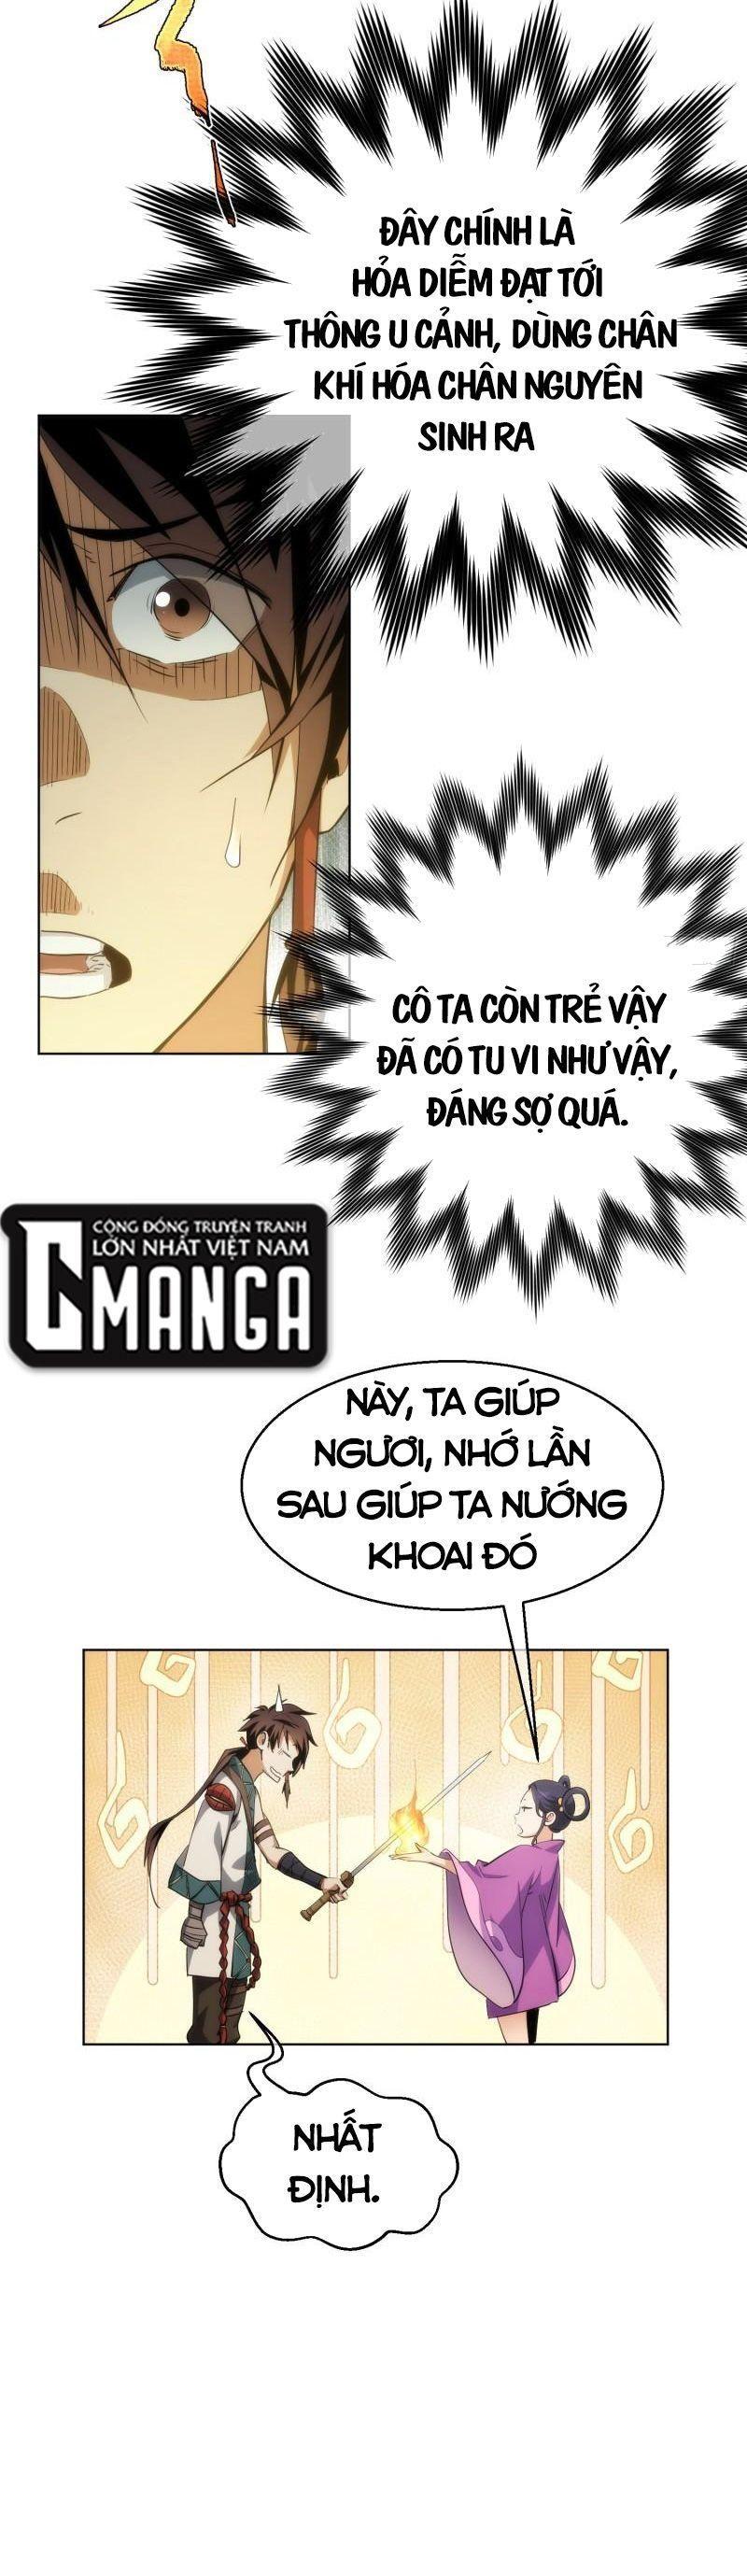 ĐÂY CHÍNH LÀ
HỎA DIỄM ĐẠT TỚI
THÔNG U CẢNH, DÙNG CHÂN
KHÍ HÓA CHÂN NGUYÊN
SINH RA
CÔ TA CÒN TRẺ VẬY
ĐÃ CÓ TU VI NHƯ VẬY,
ĐÁNG SỢ QUÁ.
CỘNG ĐỒNG TRUYỆN TRANH
LỚN NHẤT VIỆT NAM
CMANGA
NÀY, TA GIÚP
NGƯƠI, NHỚ LẦN
SAU GIÚP TA NƯỚNG
KHOAI ĐÓ
NHẤT
ĐỊNH.